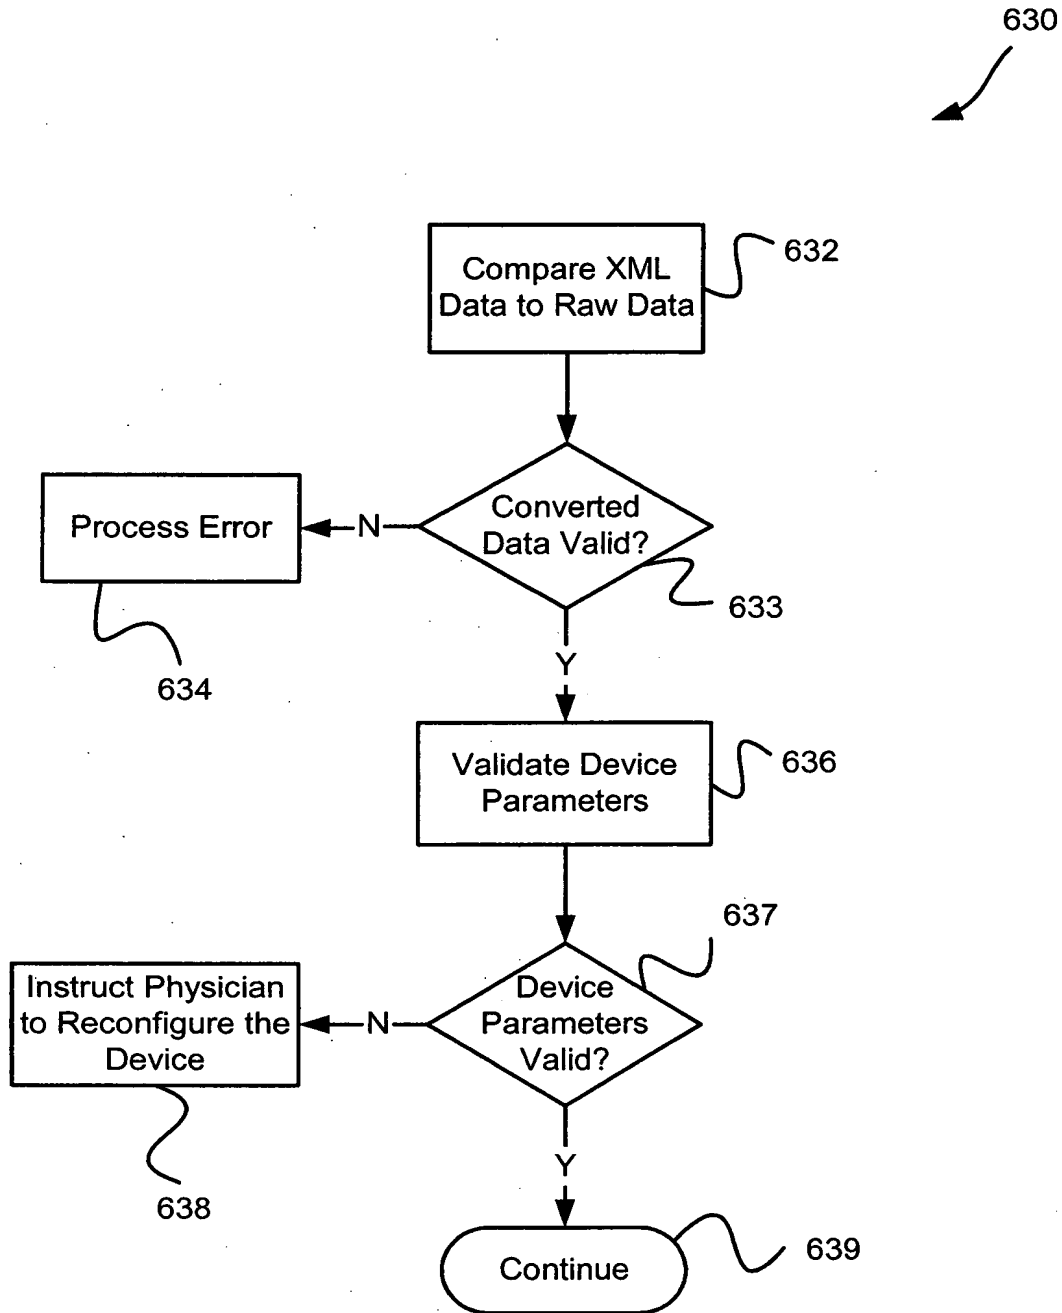 630
Compare XML
Data to Raw Data
632
Converted
Data Valid?
N
Process Error
633
634
Y
Validate Device
Parameters
636
637
Device
Parameters
Valid?
N
Instruct Physician
to Reconfigure the
Device
638
Y
Continue
639